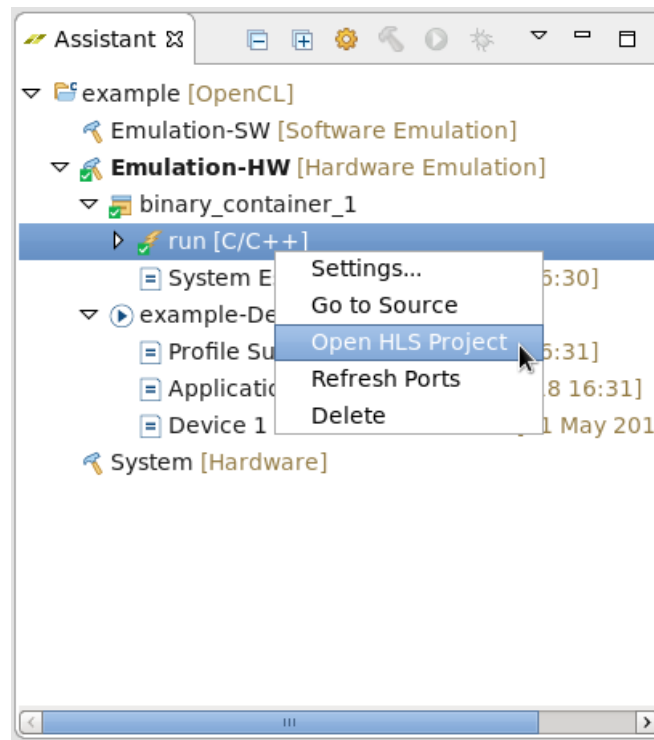 Assistant
example [OpenCL]
Emulation-SW [Software Emulation]
Emulation-HW [Hardware Emulation]
binary_container_1
run [C/C++]
Settings...
System E 6:30]
Go to Source
example-De
Open HLS Project
Profile Su 6:31]
Refresh Ports
Applicatio 8 16:31]
Delete
Device 1 1 May 201
System [Hardware]